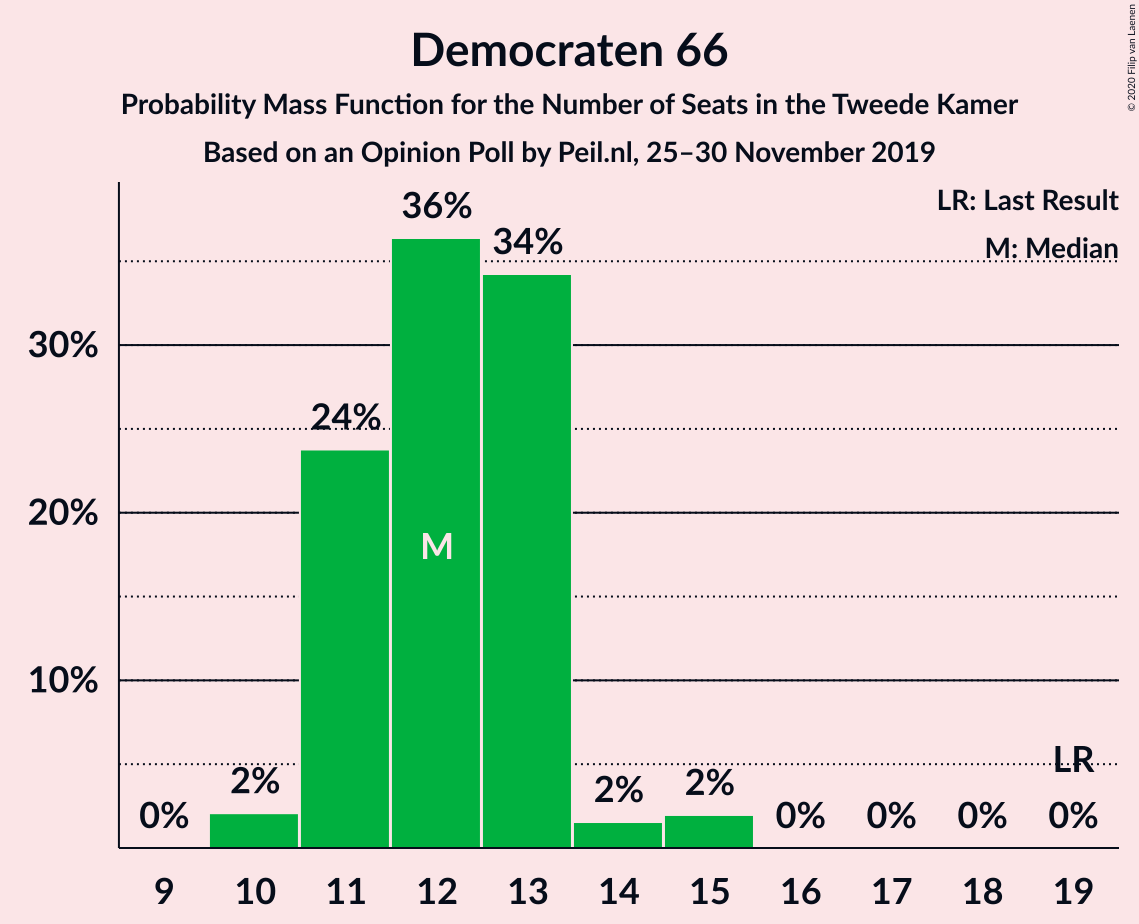 Democraten 66
Probability Mass Function for the Number of Seats in the Tweede Kamer
Based on an Opinion Poll by Peil.nl, 25–30 November 2019
© 2020 Filip van Laenen
LR: Last Result
M: Median
36%
34%
30%
24%
20%
M
10%
LR
0%
2%
2%
2%
0%
0%
0%
0%
9 10 11 12 13 14 15 16 17 18 19